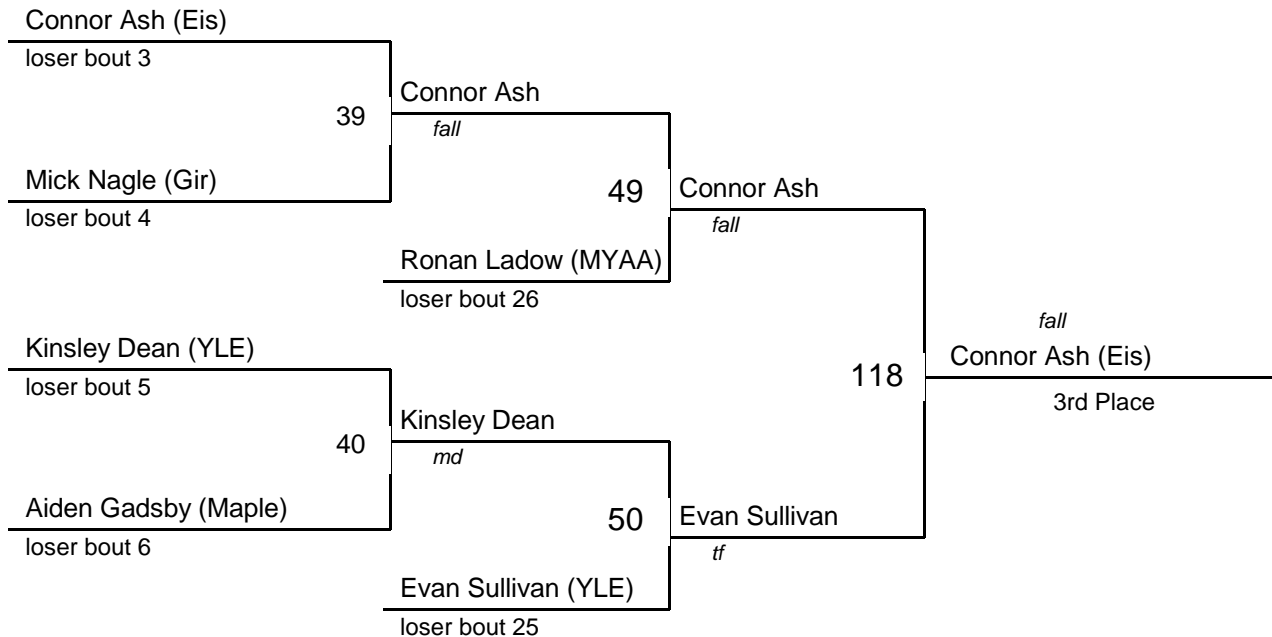 Connor Ash (Eis)
loser bout 3
39
Connor Ash
fall
Mick Nagle (Gir)
loser bout 4
49
Connor Ash
fall
Ronan Ladow (MYAA)
loser bout 26
Kinsley Dean (YLE)
loser bout 5
118
fall
Connor Ash (Eis)
3rd Place
40
Kinsley Dean
md
Aiden Gadsby (Maple)
loser bout 6
50
Evan Sullivan
tf
Evan Sullivan (YLE)
loser bout 25